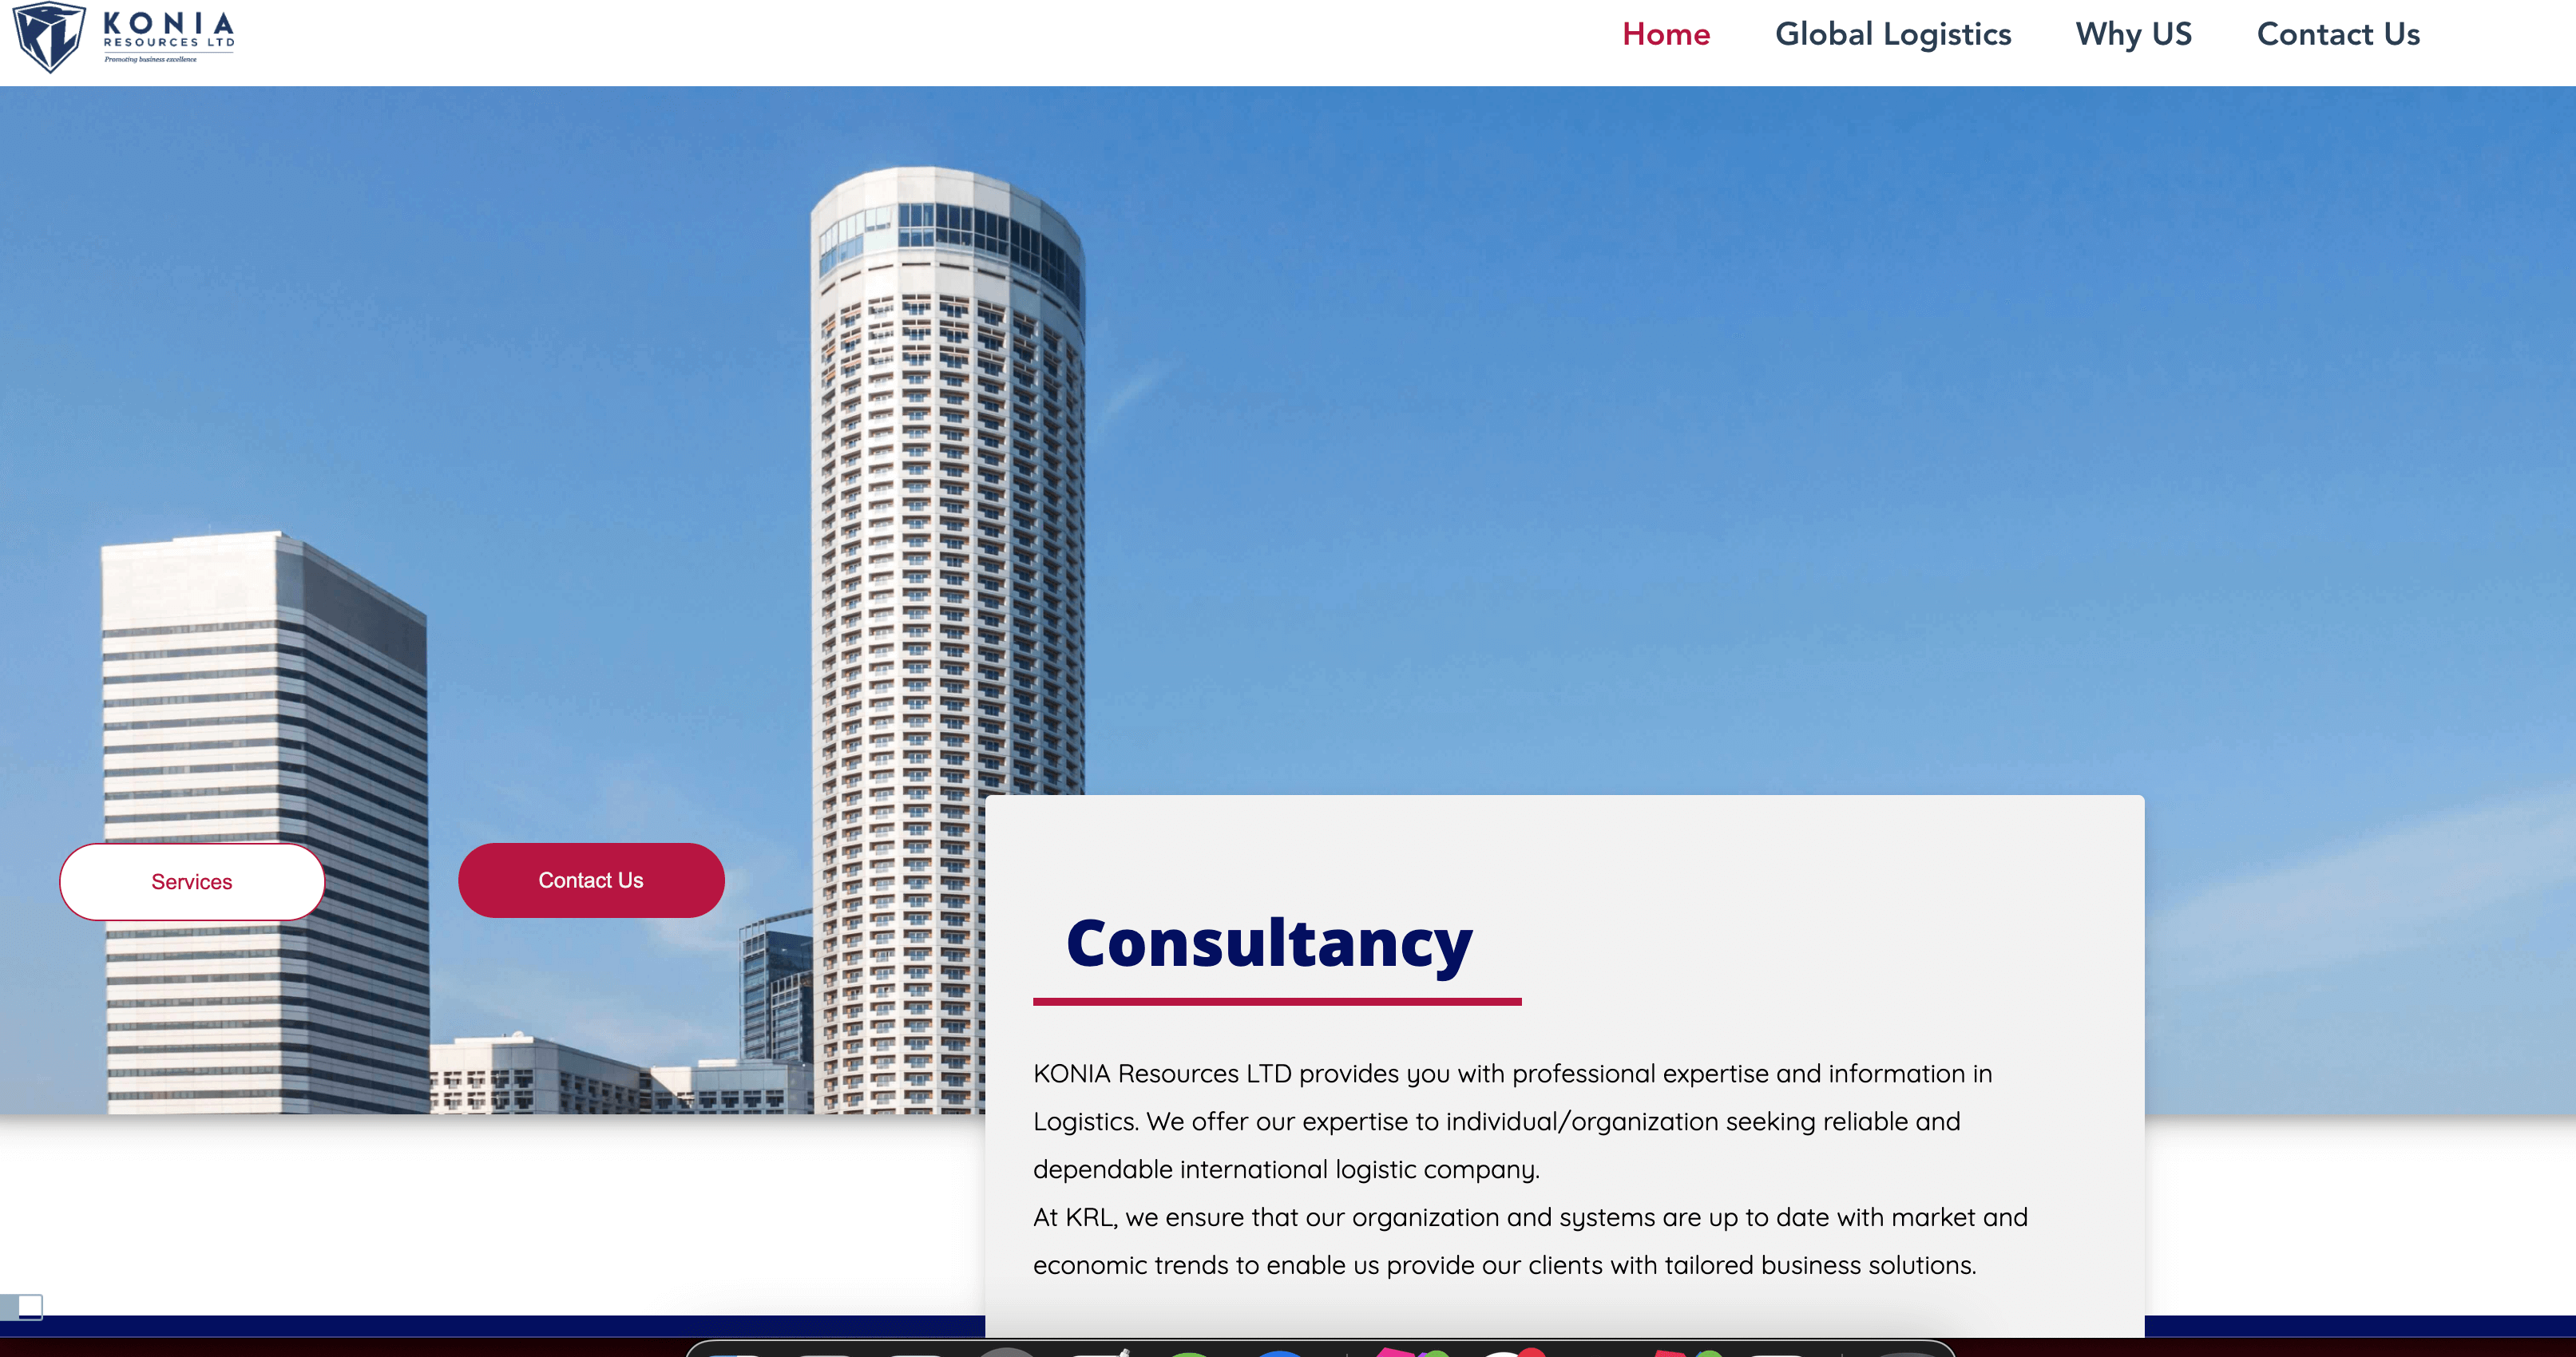 KONIA
RESOURCES LTD
Promoting business excellence
Home
Global Logistics
Why US
Contact Us
Services
Contact Us
Consultancy
KONIA Resources LTD provides you with professional expertise and information in
Logistics. We offer our expertise to individual/organization seeking reliable and
dependable international logistic company.
At KRL, we ensure that our organization and systems are up to date with market and
economic trends to enable us provide our clients with tailored business solutions.